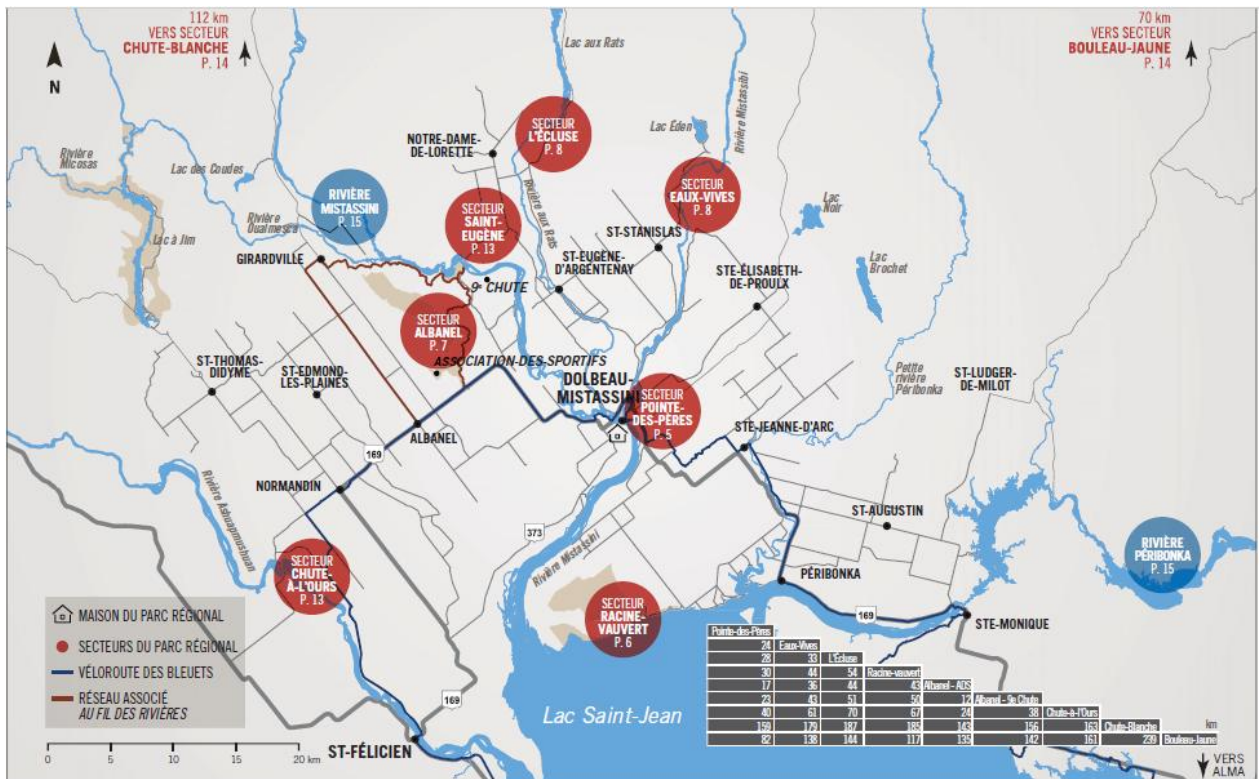 112 km
VERS SECTEUR
CHUTE-BLANCHE
P. 14
70 km
VERS SECTEUR
BOULEAU-JAUNE
P. 14
N
Lac aux Rats
Rivière Mistassibi
Lac Éden
SECTEUR
L'ÉCLUSE
P. 8
NOTRE-DAME-
DE-LORETTE
Rivière
Micosas
Lac des Coudes
RIVIÈRE
MISTASSINI
P. 15
SECTEUR
EAUX-VIVES
P. 8
SECTEUR
SAINT-
EUGÈNE
P. 13
Rivière aux Rats
Lac
Noir
Rivière
Ouaimesca
Lac à Jim
GIRARDVILLE
ST-STANISLAS
ST-EUGÈNE-
D'ARGENTENAY
STE-ÉLISABETH-
DE-PROULX
Lac
Brochet
9e CHUTE
SECTEUR
ALBANEL
P. 7
ASSOCIATION-DES-SPORTIFS
ST-THOMAS-
DIDYME
ST-EDMOND-
LES-PLAINES
DOLBEAU-
MISTASSINI
SECTEUR
POINTE-
DES-PÈRES
P. 5
Petite
rivière
Péribonka
ST-LUDGER-
DE-MILOT
ALBANEL
STE-JEANNE-D'ARC
169
NORMANDIN
Rivière Ashuapmushuan
373
Rivière Mistassini
ST-AUGUSTIN
RIVIÈRE
PÉRIBONKA
P. 15
SECTEUR
CHUTE-
À-L'OURS
P. 13
PÉRIBONKA
SECTEUR
RACINE-
VAUVERT
P. 6
169
STE-MONIQUE
MAISON DU PARC RÉGIONAL
SECTEURS DU PARC RÉGIONAL
VÉLOROUTE DES BLEUETS
RÉSEAU ASSOCIÉ
AU FIL DES RIVIÈRES
0 5 10 15 20 km
169
ST-FÉLICIEN
Lac Saint-Jean
Pointe-des-Pères
24 Eaux-Vives
28 33 L'Écluse
30 44 54 Racine-vauvert
17 36 44 43 Albanel - ADS
23 43 51 50 12 Albanel - 9e Chute
40 61 70 67 24 38 Chute-à-l'Ours
159 179 187 185 143 156 163 Chute-Blanche
82 138 144 117 135 142 161 239 Bouleau-Jaune
km
VERS
ALMA